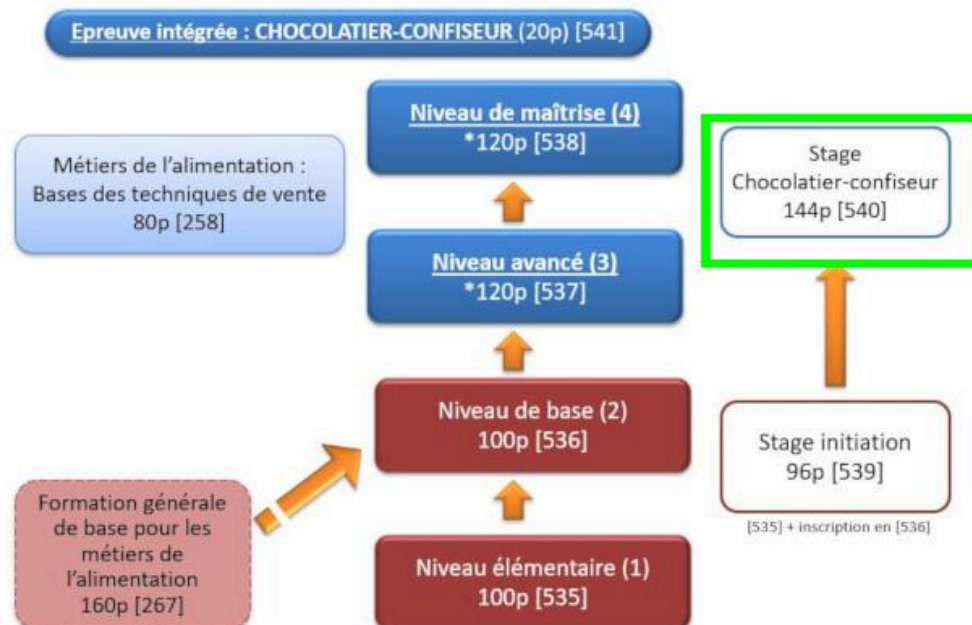 Epreuve intégrée : CHOCOLATIER-CONFISEUR (20p) [541]
Niveau de maîtrise (4)
*120p [538]
Métiers de l'alimentation :
Bases des techniques de vente
80p [258]
Stage
Chocolatier-confiseur
144p [540]
Niveau avancé (3)
*120p [537]
Niveau de base (2)
100p [536]
Stage initiation
96p [539]
[535] + inscription en [536]
Formation générale
de base pour les
métiers de
l'alimentation
160p [267]
Niveau élémentaire (1)
100p [535]